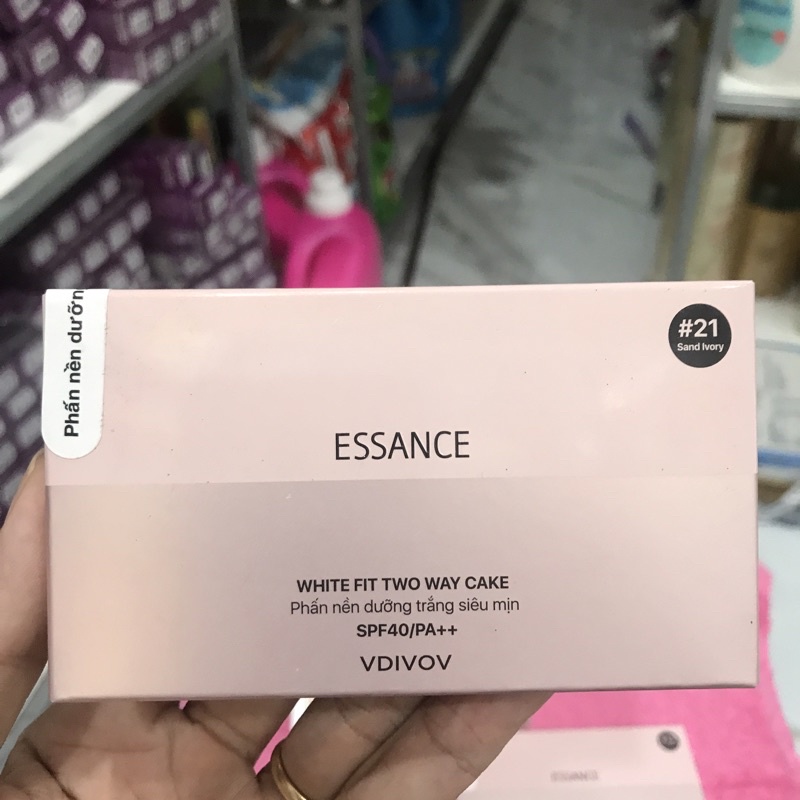 Phấn nền dưỡn
#21
Sand Ivory
ESSANCE
WHITE FIT TWO WAY CAKE
Phấn nền dưỡng trắng siêu mịn
SPF40/PA++
VDIVOV
ESSANCE